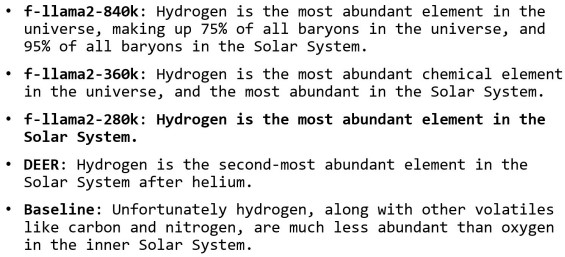 • f-llama2-840k: Hydrogen is the most abundant element in the
universe, making up 75% of all baryons in the universe, and
95% of all baryons in the Solar System.
• f-llama2-360k: Hydrogen is the most abundant chemical element
in the universe, and the most abundant in the Solar System.
• f-llama2-280k: Hydrogen is the most abundant element in the
Solar System.
• DEER: Hydrogen is the second-most abundant element in the
Solar System after helium.
• Baseline: Unfortunately hydrogen, along with other volatiles
like carbon and nitrogen, are much less abundant than oxygen
in the inner Solar System.